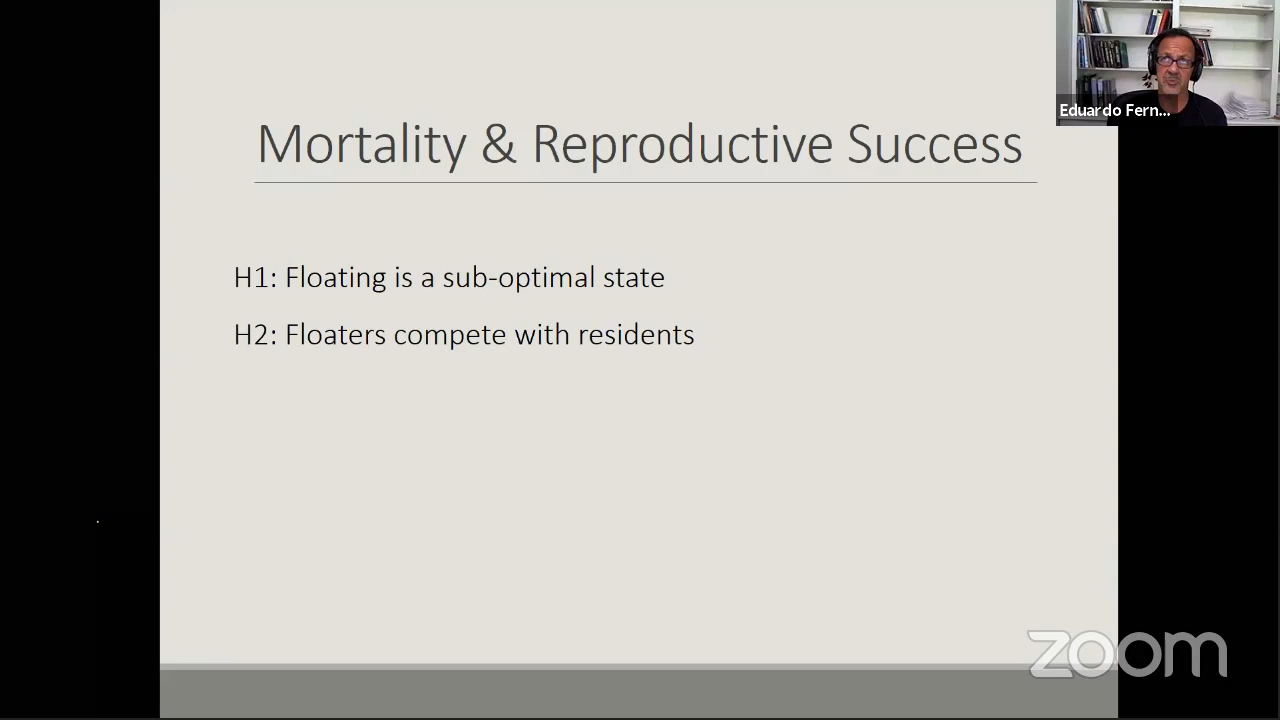 Mortality & Reproductive Success
Eduardo Fern...
H1: Floating is a sub-optimal state
H2: Floaters compete with residents
zoom